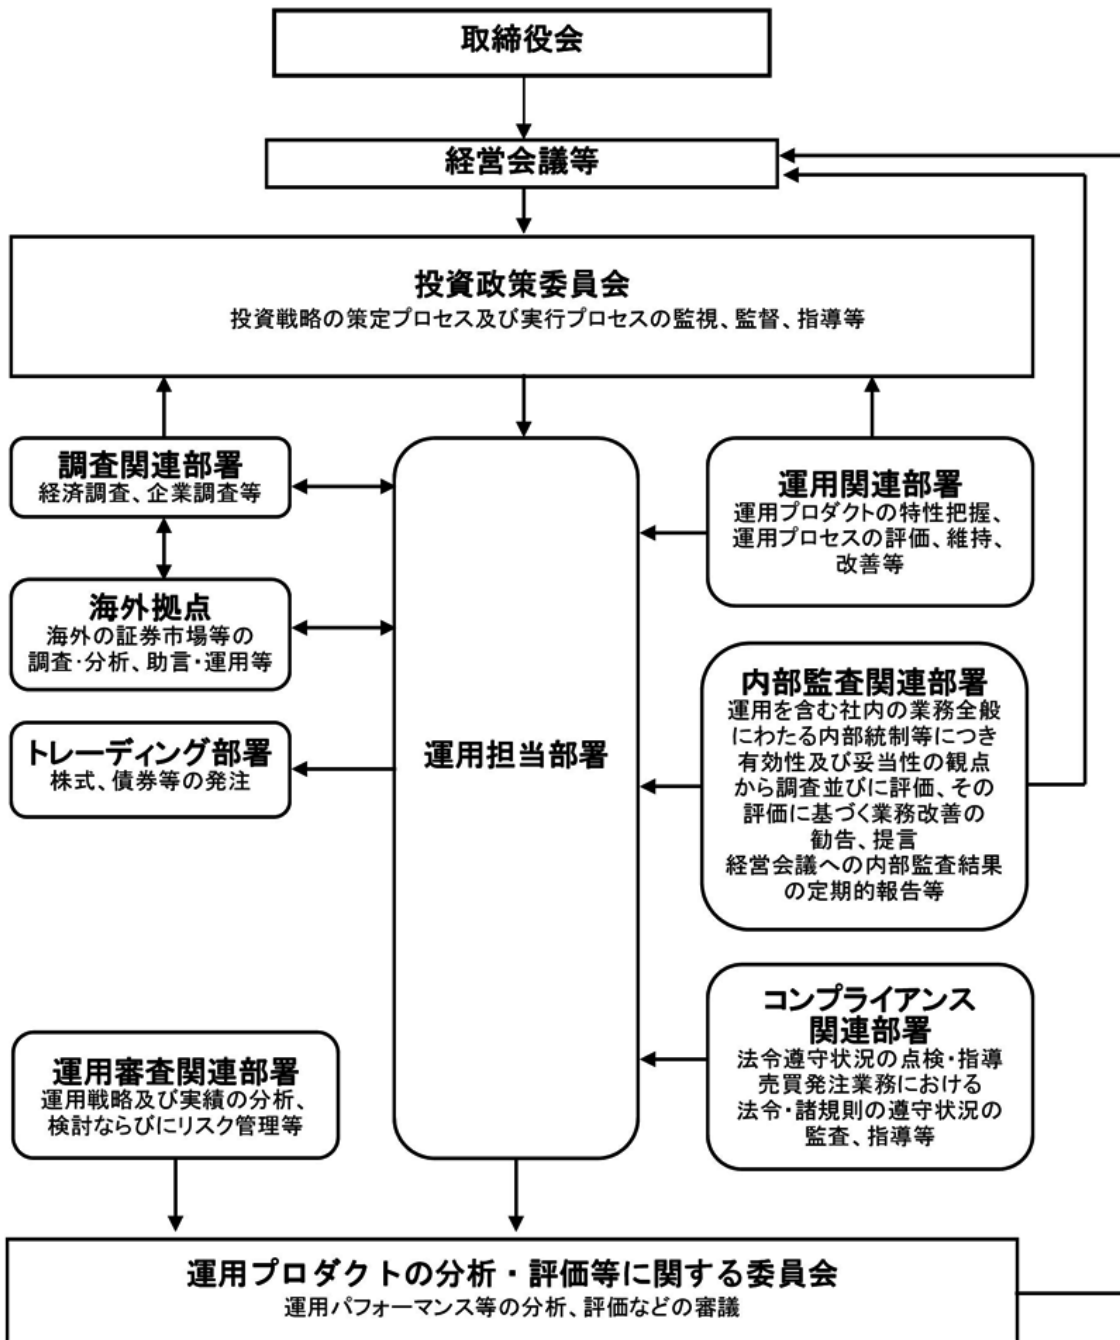 取締役会
経営会議等
投資政策委員会
投資戦略の策定プロセス及び実行プロセスの監視、監督、指導等
調査関連部署
経済調査、企業調査等
海外拠点
海外の証券市場等の
調査・分析、助言・運用等
トレーディング部署
株式、債券等の発注
運用担当部署
運用関連部署
運用プロダクトの特性把握、
運用プロセスの評価、維持、
改善等
内部監査関連部署
運用を含む社内の業務全般
にわたる内部統制等につき
有効性及び妥当性の観点
から調査並びに評価、その
評価に基づく業務改善の
勧告、提言
経営会議への内部監査結果
の定期的報告等
コンプライアンス
関連部署
法令遵守状況の点検・指導
売買発注業務における
法令・諸規則の遵守状況の
監査、指導等
運用審査関連部署
運用戦略及び実績の分析、
検討ならびにリスク管理等
運用プロダクトの分析・評価等に関する委員会
運用パフォーマンス等の分析、評価などの審議